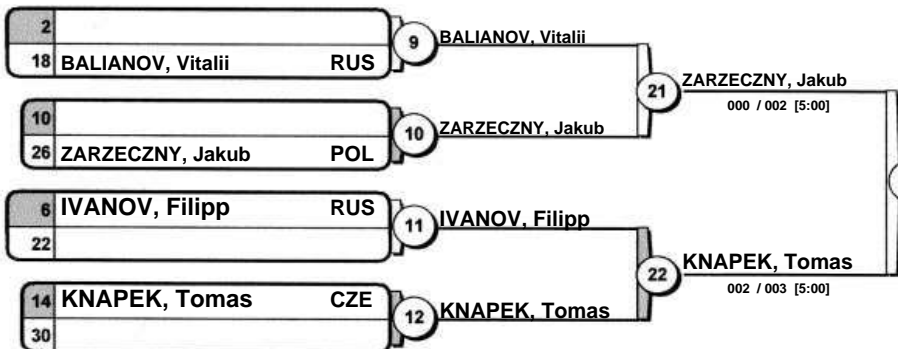 2
9
BALIANOV, Vitalii
18 BALIANOV, Vitalii RUS
21
ZARZECZNY, Jakub
000 / 002 [5:00]
10
10
ZARZECZNY, Jakub
26 ZARZECZNY, Jakub POL
6 IVANOV, Filipp RUS
11
IVANOV, Filipp
22
22
KNAPEK, Tomas
002 / 003 [5:00]
14 KNAPEK, Tomas CZE
12
KNAPEK, Tomas
30